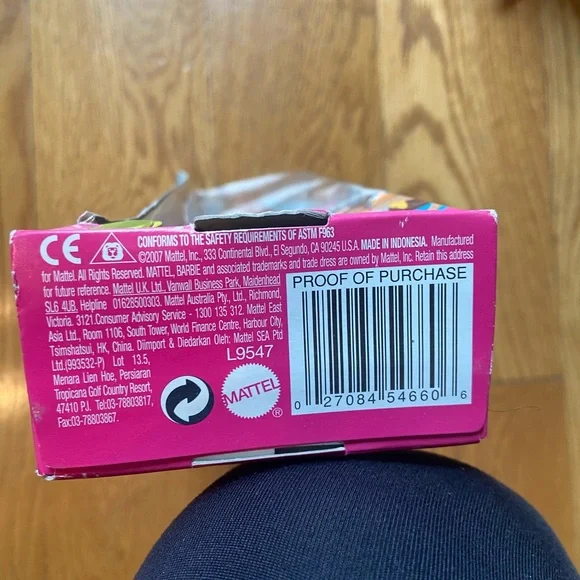 CE
CONFORMS TO THE SAFETY REQUIREMENTS OF ASTM F963
©2007 Mattel, Inc., 333 Continental Blvd., El Segundo, CA 90245 U.S.A. MADE IN INDONESIA. Manufactured
for Mattel. All Rights Reserved. MATTEL, BARBIE and associated trademarks and trade dress are owned by Mattel, Inc. Retain this address
for future reference. Mattel U.K. Ltd., Vanwall Business Park, Maidenhead
SL6 4UB. Helpline 01628500303. Mattel Australia Pty., Ltd., Richmond,
Victoria. 3121.Consumer Advisory Service - 1300 135 312. Mattel East
Asia Ltd., Room 1106, South Tower, World Finance Centre, Harbour City,
Tsimshatsui, HK, China. Diimport & Diedarkan Oleh: Mattel SEA Ptd
Ltd.(993532-P) Lot 13.5,
Menara Lien Hoe, Persiaran
Tropicana Golf Country Resort,
47410 PJ. Tel:03-78803817,
Fax:03-78803867.
L9547
MATTEL
®
PROOF OF PURCHASE
0 27084 54660 6